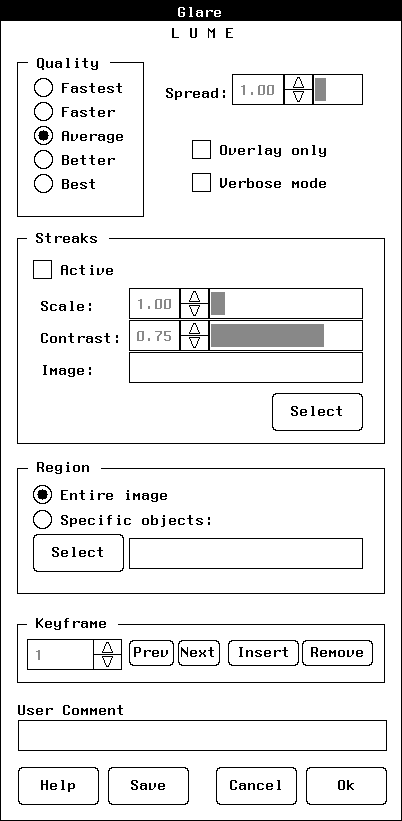 Glare
L U M E
Quality
Fastest
Faster
Average
Better
Best
Spread: 1.00
Overlay only
Verbose mode
Streaks
Active
Scale: 1.00
Contrast: 0.75
Image:
Select
Region
Entire image
Specific objects:
Select
Keyframe
1 Prev Next Insert Remove
User Comment
Help Save Cancel Ok